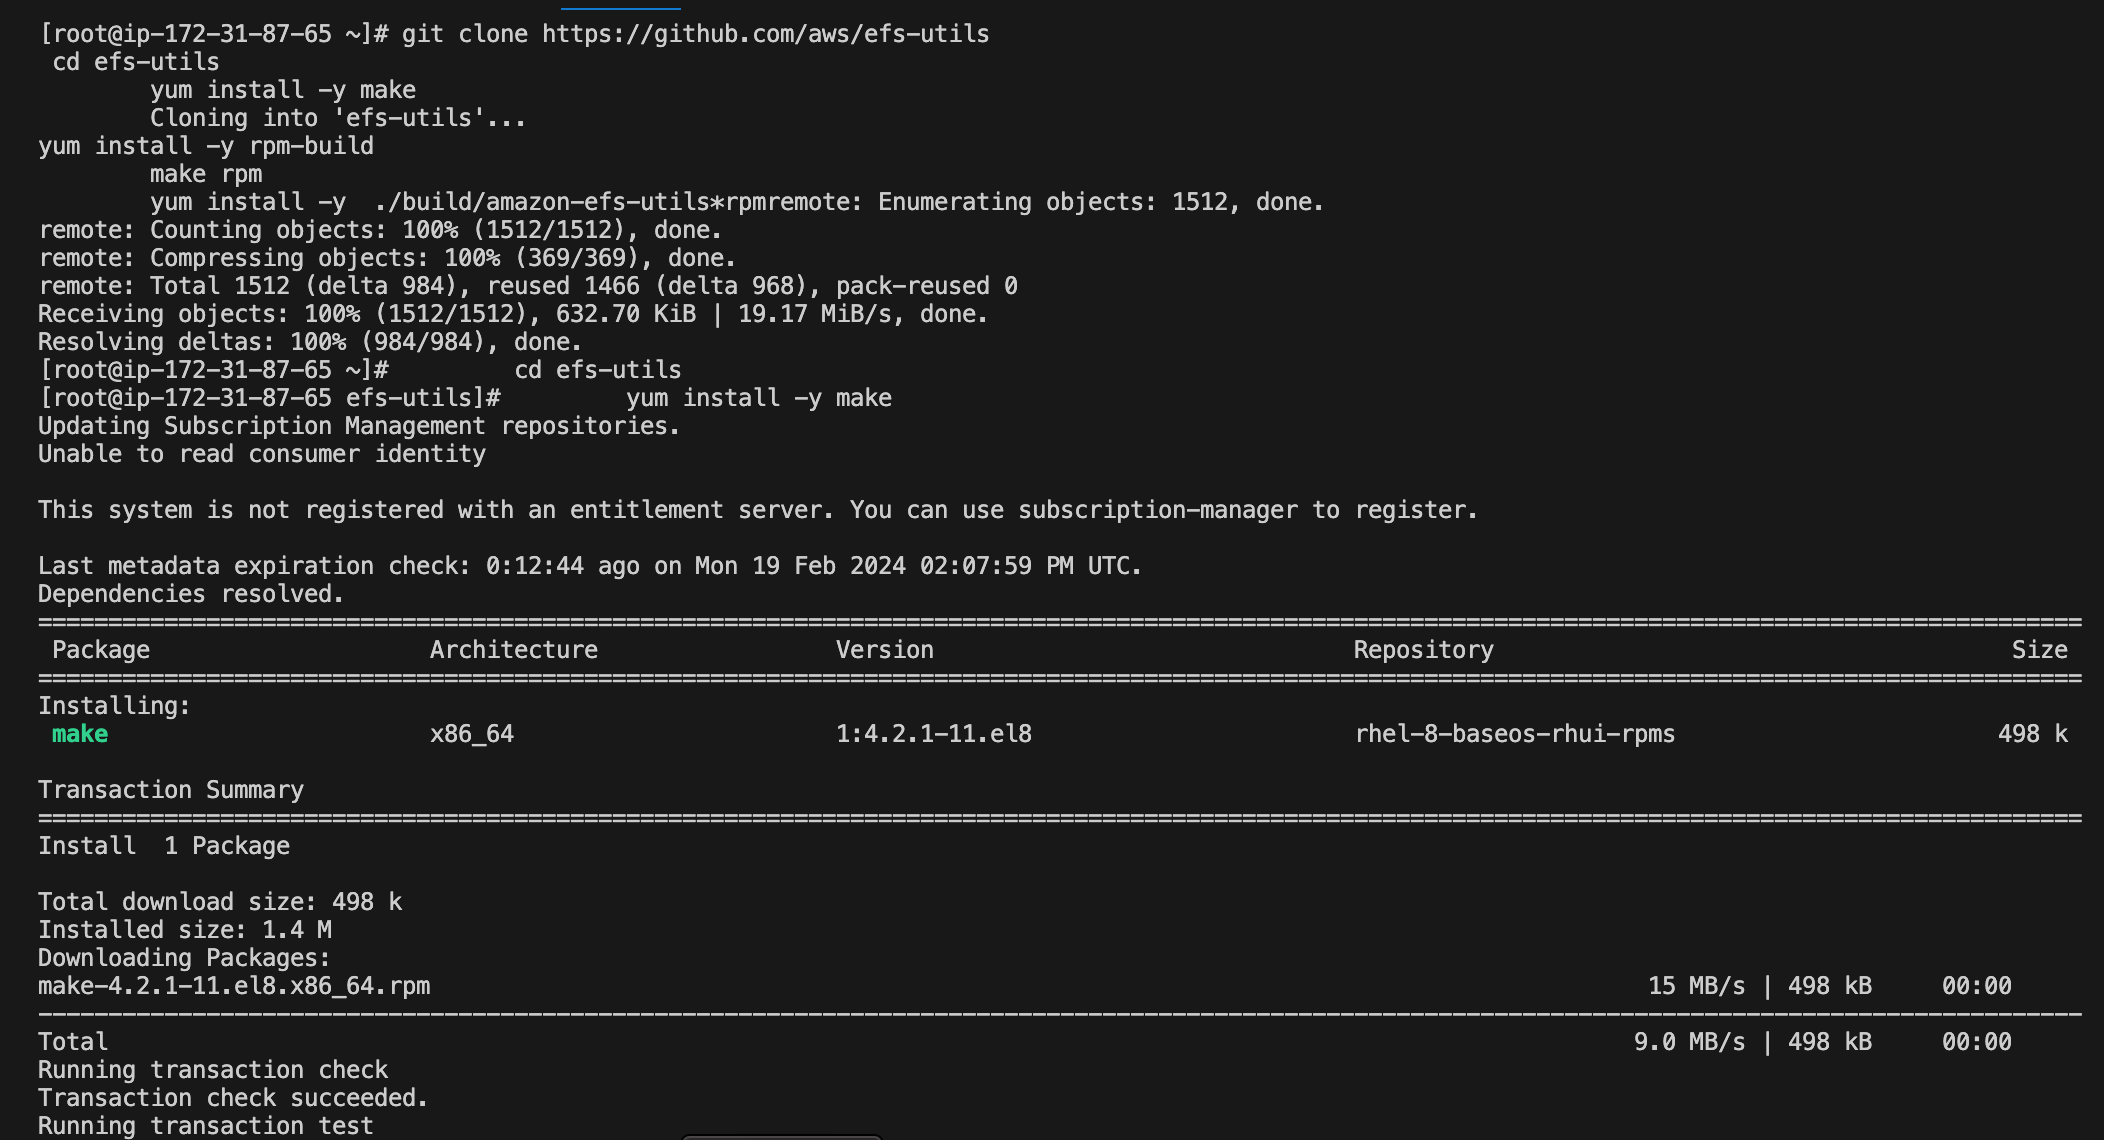 [root@ip-172-31-87-65 ~]# git clone https://github.com/aws/efs-utils
cd efs-utils
yum install -y make
Cloning into 'efs-utils'...
yum install -y rpm-build
make rpm
yum install -y  ./build/amazon-efs-utils*rpmremote: Enumerating objects: 1512, done.
remote: Counting objects: 100% (1512/1512), done.
remote: Compressing objects: 100% (369/369), done.
remote: Total 1512 (delta 984), reused 1466 (delta 968), pack-reused 0
Receiving objects: 100% (1512/1512), 632.70 KiB | 19.17 MiB/s, done.
Resolving deltas: 100% (984/984), done.
[root@ip-172-31-87-65 ~]#         cd efs-utils
[root@ip-172-31-87-65 efs-utils]#         yum install -y make
Updating Subscription Management repositories.
Unable to read consumer identity
This system is not registered with an entitlement server. You can use subscription-manager to register.
Last metadata expiration check: 0:12:44 ago on Mon 19 Feb 2024 02:07:59 PM UTC.
Dependencies resolved.
================================================================================
Package Architecture Version Repository Size
================================================================================
Installing:
make x86_64 1:4.2.1-11.el8 rhel-8-baseos-rhui-rpms 498 k
Transaction Summary
================================================================================
Install  1 Package
Total download size: 498 k
Installed size: 1.4 M
Downloading Packages:
make-4.2.1-11.el8.x86_64.rpm 15 MB/s | 498 kB     00:00
--------------------------------------------------------------------------------
Total 9.0 MB/s | 498 kB     00:00
Running transaction check
Transaction check succeeded.
Running transaction test